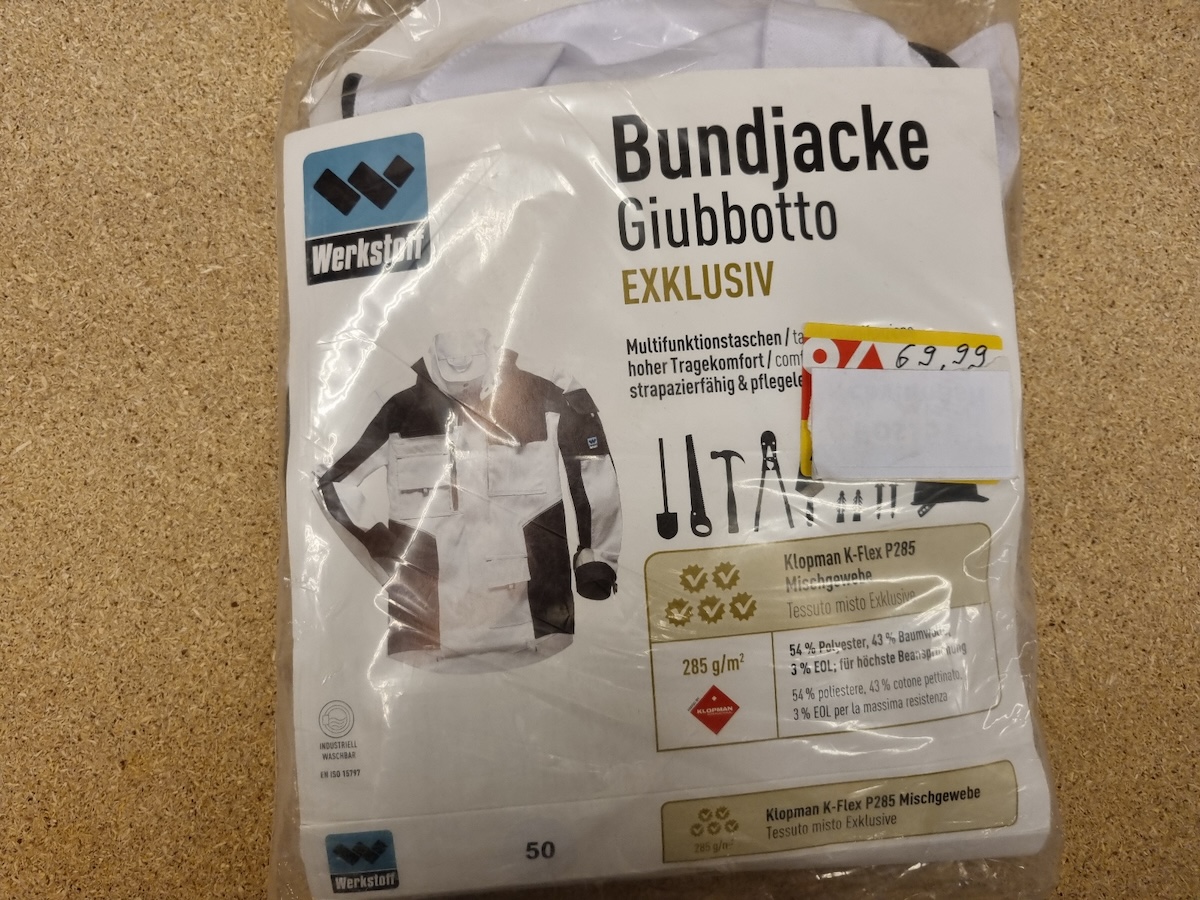 Werkstoff
Bundjacke
Giubbotto
EXKLUSIV
Multifunktionstaschen /
hoher Tragekomfort /
strapazierfähig &
69,99
Klopman K-Flex P285
Mischgewebe
Tessuto misto Exklusive
285 g/m²
KLOPMAN
54 % Polyester, 43 % Baumwolle,
3 % EOL; für höchste Beanspruchung
54 % poliestere, 43 % cotone pettinato,
3 % EOL per la massima resistenza
INDUSTRIELL
WASCHBAR
EN ISO 15797
Klopman K-Flex P285 Mischgewebe
Tessuto misto Exklusive
285 g/m²
50
Werkstoff